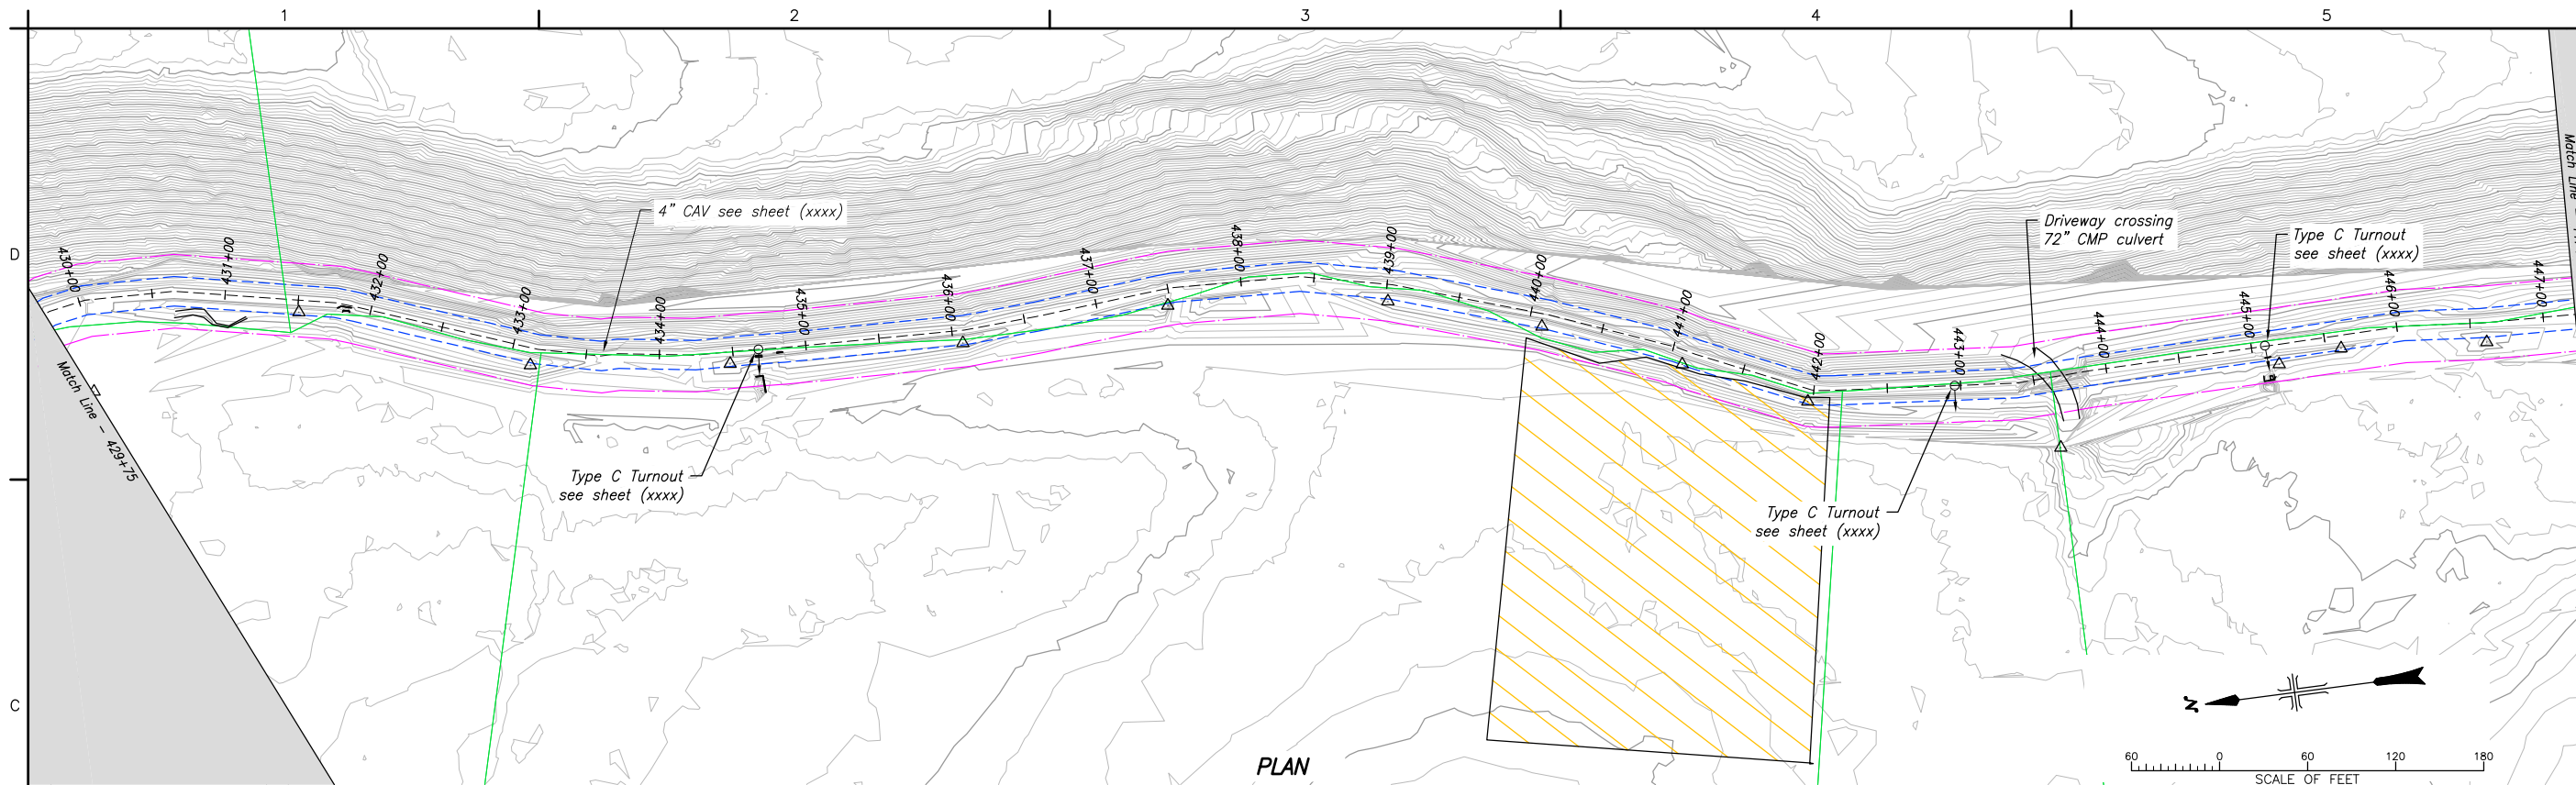 1
2
3
4
5
D
C
430+00
431+00
432+00
433+00
434+00
435+00
436+00
437+00
438+00
439+00
440+00
441+00
442+00
443+00
444+00
445+00
446+00
447+00
4" CAV see sheet (xxxx)
Driveway crossing
72" CMP culvert
Type C Turnout
see sheet (xxxx)
Type C Turnout
see sheet (xxxx)
Type C Turnout
see sheet (xxxx)
Match Line - 429+75
Match Line
N
PLAN
60
0
60
120
180
SCALE OF FEET